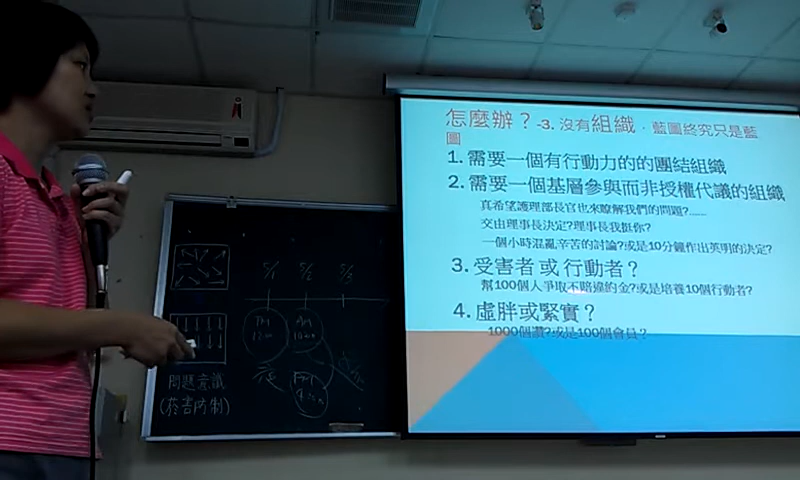 怎麼辦？-3. 沒有組織，藍圖終究只是藍
圖
1. 需要一個有行動力的的團結組織
2. 需要一個基層參與而非授權代議的組織
真希望護理部長官也來瞭解我們的問題?......
交由理事長決定?理事長我挺你?
一個小時混亂辛苦的討論?或是10分鐘作出英明的決定?
3. 受害者 或 行動者？
幫100個人爭取不賠違約金?或是培養10個行動者?
4. 虛胖或緊實？
1000個讚?或是100個會員？
5/1 5/2 5/3
問題意識
(菸害防制)